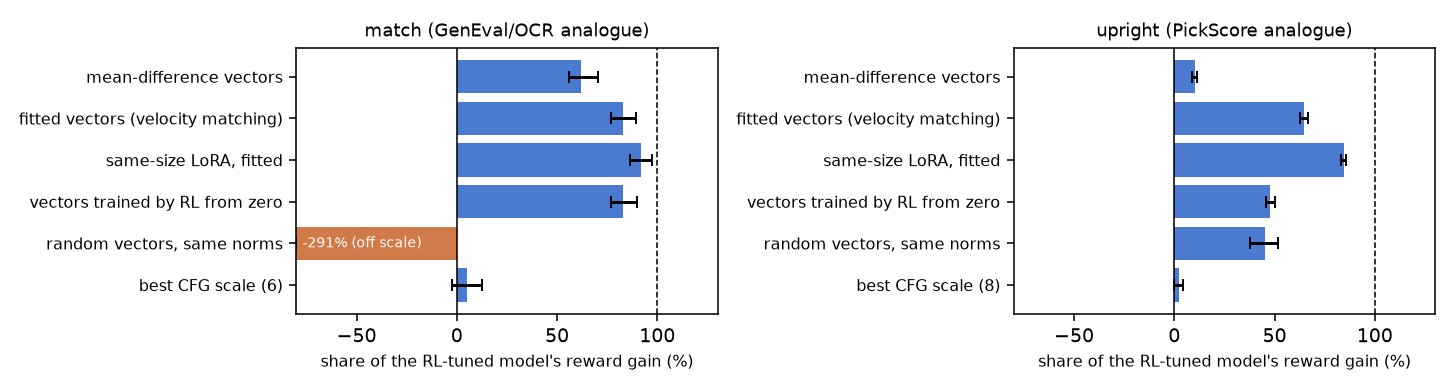 match (GenEval/OCR analogue)
mean-difference vectors
fitted vectors (velocity matching)
same-size LoRA, fitted
vectors trained by RL from zero
random vectors, same norms
-291% (off scale)
best CFG scale (6)
−50
0
50
100
share of the RL-tuned model's reward gain (%)
upright (PickScore analogue)
mean-difference vectors
fitted vectors (velocity matching)
same-size LoRA, fitted
vectors trained by RL from zero
random vectors, same norms
best CFG scale (8)
−50
0
50
100
share of the RL-tuned model's reward gain (%)